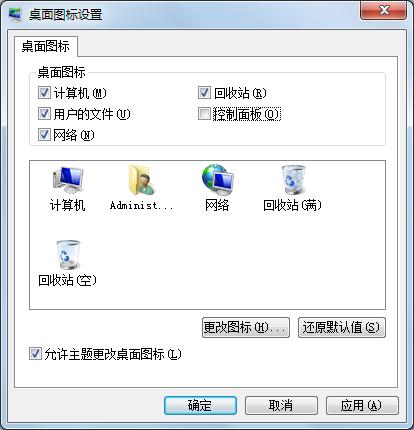 桌面图标设置
桌面图标
桌面图标
计算机(M) 回收站(R)
用户的文件(U) 控制面板(O)
网络(N)
计算机 Administ... 网络 回收站(满)
回收站(空)
更改图标(H)... 还原默认值(S)
允许主题更改桌面图标(L)
确定 取消 应用(A)